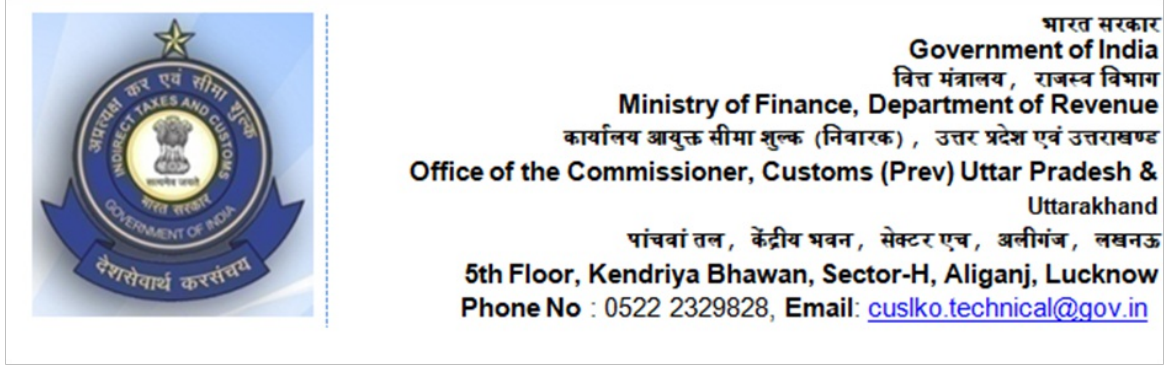 अप्रत्यक्ष कर एवं सीमा शुल्क
INDIRECT TAXES AND CUSTOMS
सत्यमेव जयते
भारत सरकार
GOVERNMENT OF INDIA
देशसेवार्थ करसंचय
भारत सरकार
Government of India
वित्त मंत्रालय, राजस्व विभाग
Ministry of Finance, Department of Revenue
कार्यालय आयुक्त सीमा शुल्क (निवारक), उत्तर प्रदेश एवं उत्तराखण्ड
Office of the Commissioner, Customs (Prev) Uttar Pradesh &
Uttarakhand
पांचवां तल, केंद्रीय भवन, सेक्टर एच, अलीगंज, लखनऊ
5th Floor, Kendriya Bhawan, Sector-H, Aliganj, Lucknow
Phone No : 0522 2329828, Email: cuslko.technical@gov.in